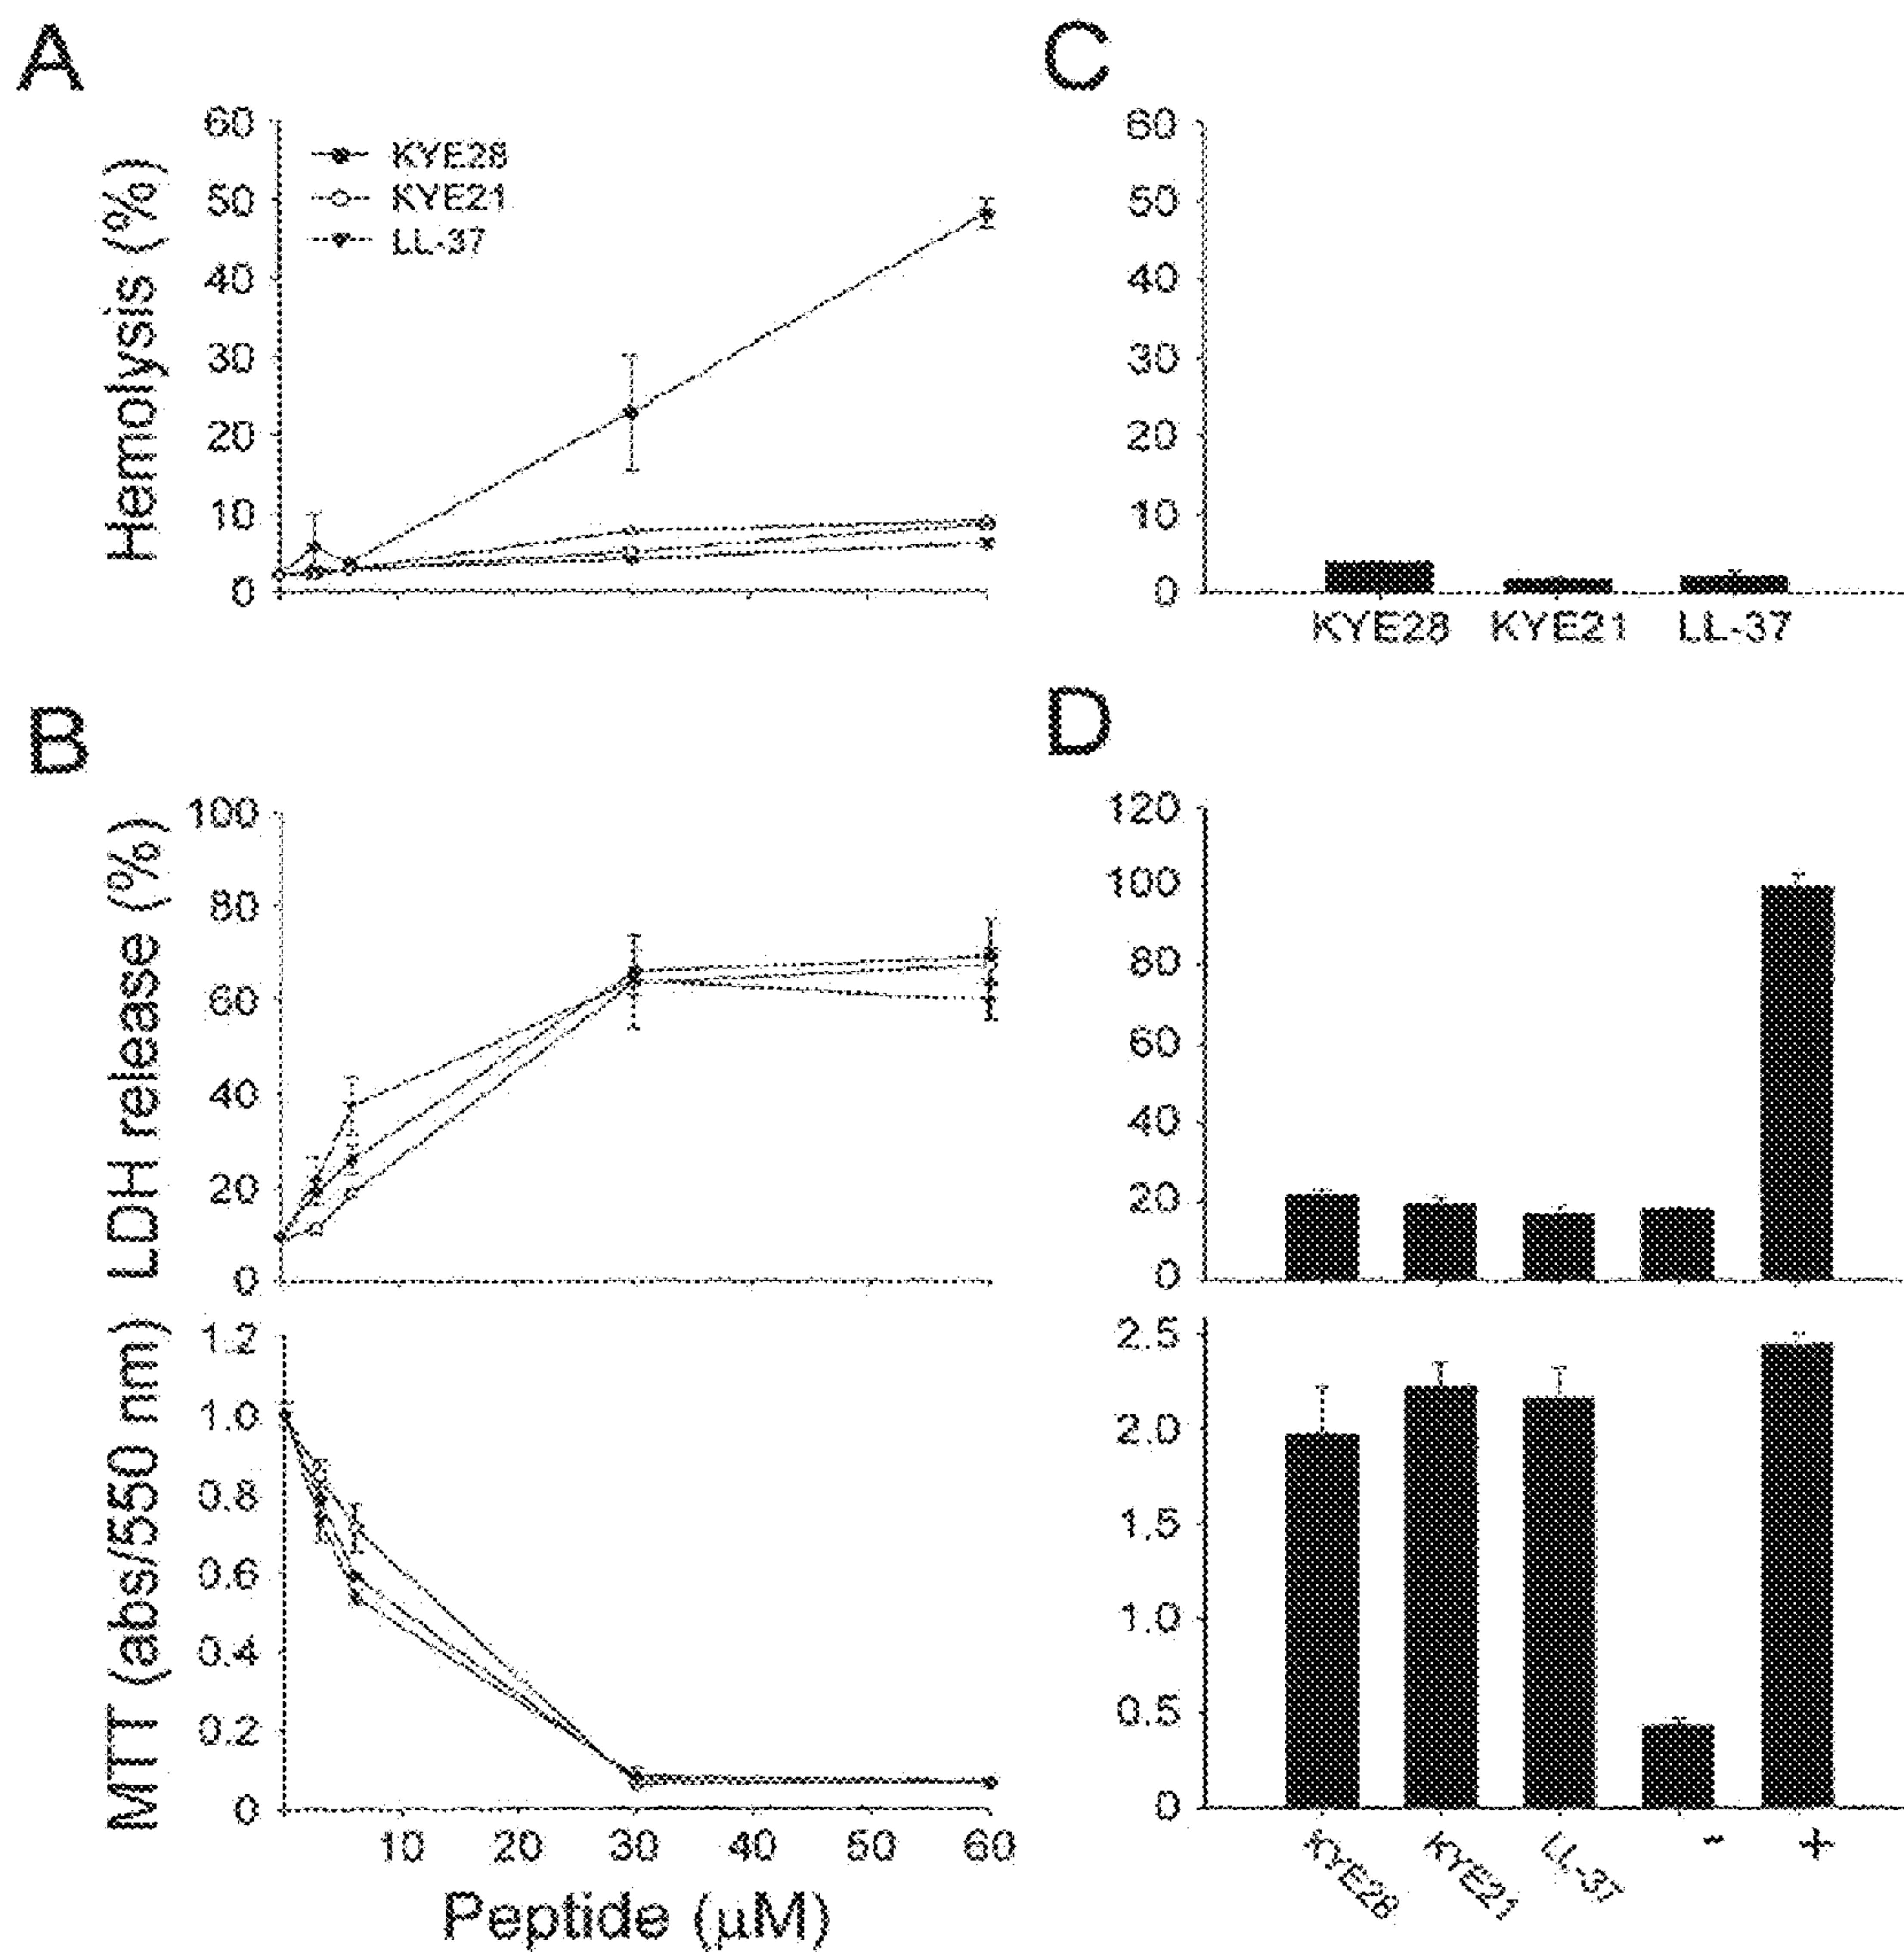 A
Hemolysis (%)
60
50
40
30
20
10
0
KYE28
KYE21
LL-37
C
60
50
40
30
20
10
0
KYE28 KYE21 LL-37
B
LDH release (%)
100
80
60
40
20
0
MTT (abs/550 nm)
1.2
1.0
0.8
0.6
0.4
0.2
0
10 20 30 40 50 60
Peptide (μM)
D
120
100
80
60
40
20
0
2.5
2.0
1.5
1.0
0.5
0
KYE28 KYE21 LL-37 - +